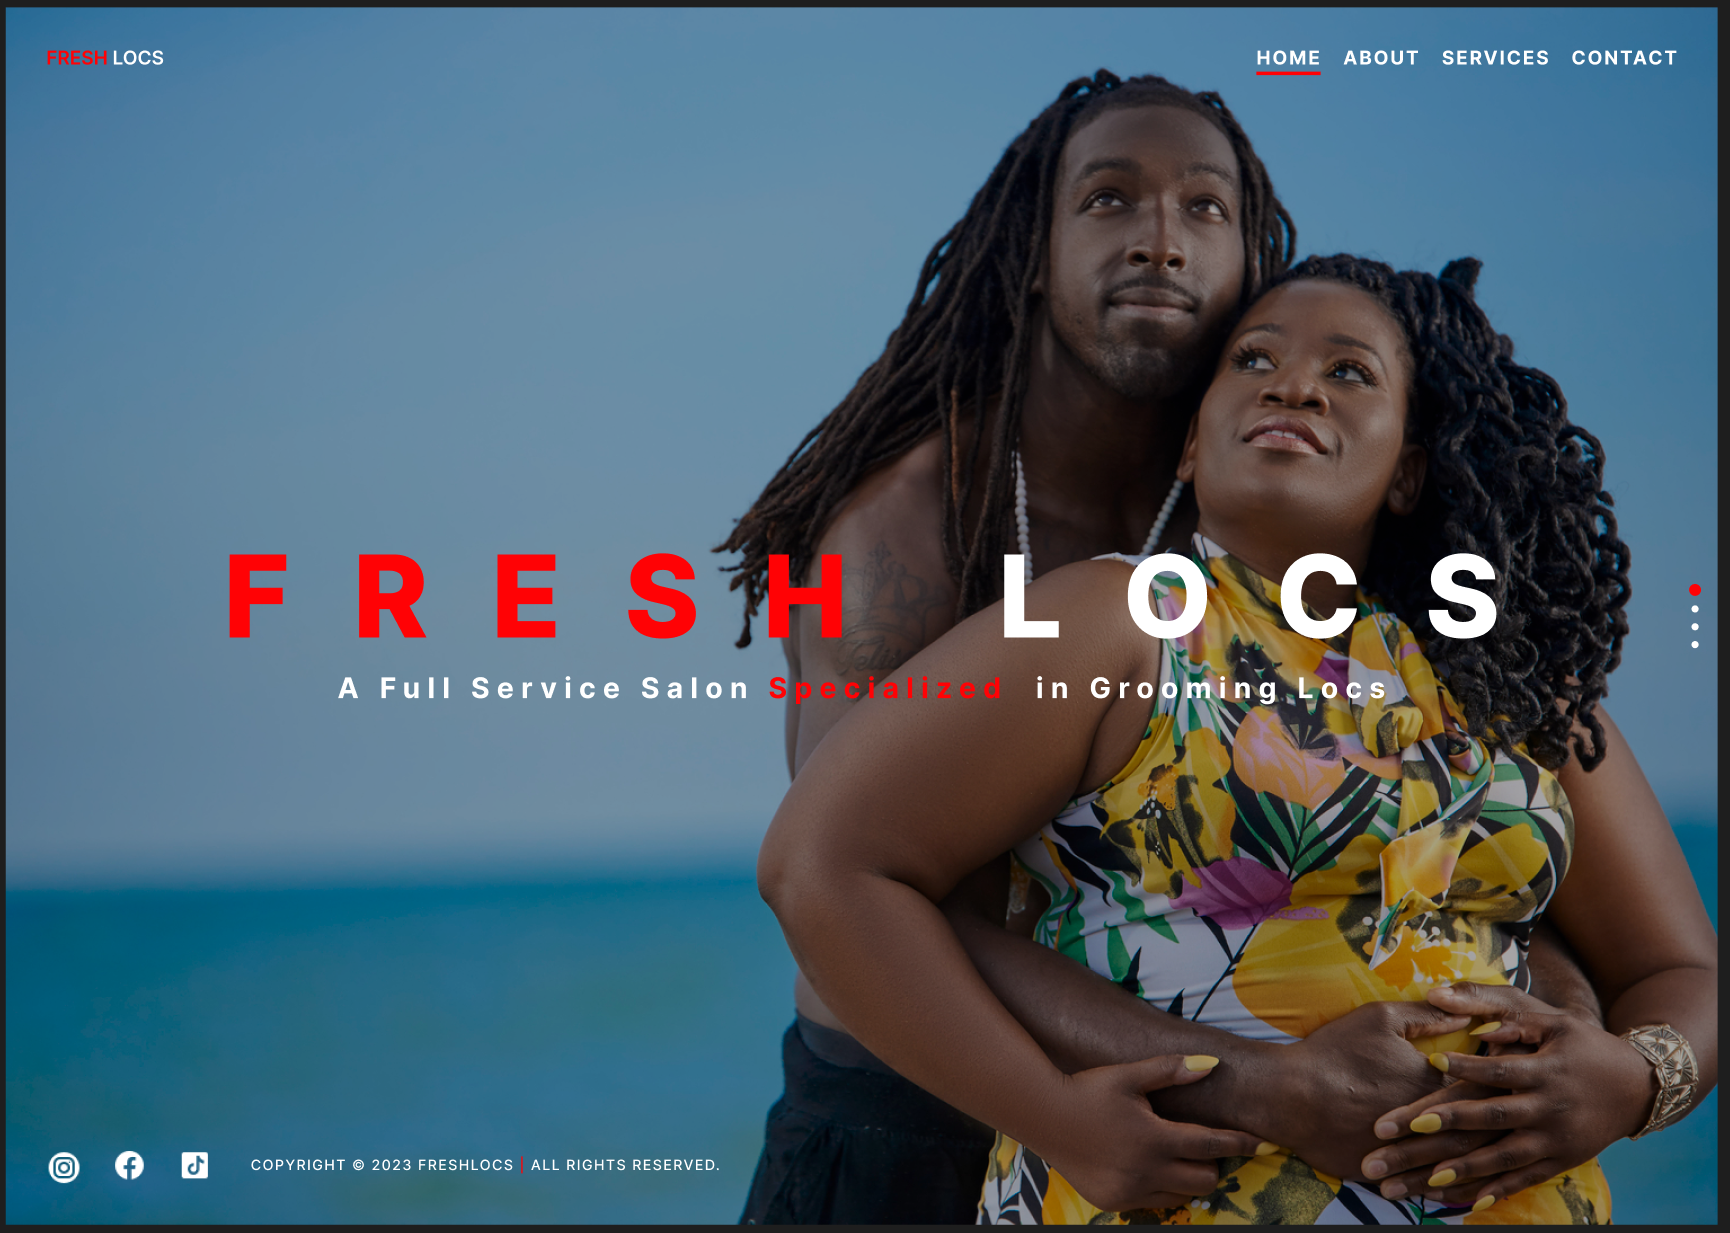 FRESH LOCS
HOME ABOUT SERVICES CONTACT
FRESH LOCS
A Full Service Salon Specialized in Grooming Locs
COPYRIGHT © 2023 FRESHLOCS | ALL RIGHTS RESERVED.